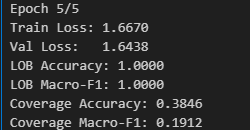 Epoch 5/5
Train Loss: 1.6670
Val Loss:   1.6438
LOB Accuracy: 1.0000
LOB Macro-F1: 1.0000
Coverage Accuracy: 0.3846
Coverage Macro-F1: 0.1912